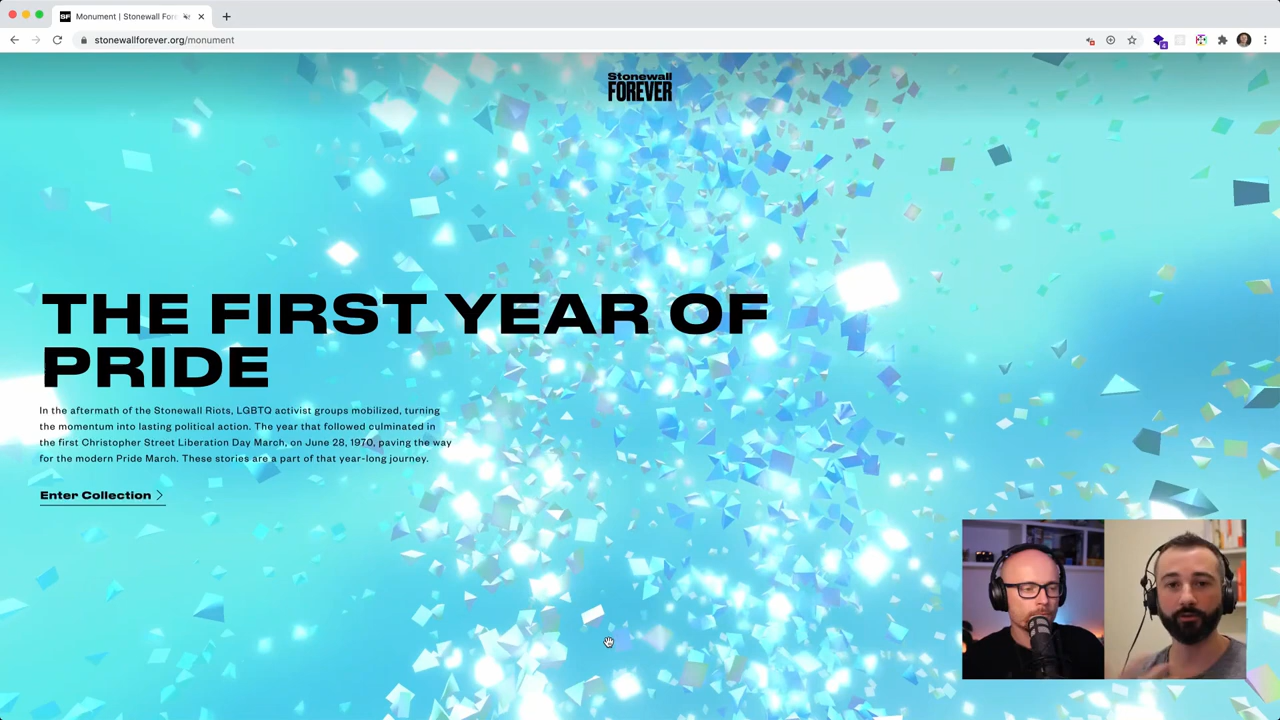 SF Monument | Stonewall Fore
stonewallforever.org/monument
4
Stonewall
FOREVER
THE FIRST YEAR OF
PRIDE
In the aftermath of the Stonewall Riots, LGBTQ activist groups mobilized, turning
the momentum into lasting political action. The year that followed culminated in
the first Christopher Street Liberation Day March, on June 28, 1970, paving the way
for the modern Pride March. These stories are a part of that year-long journey.
Enter Collection